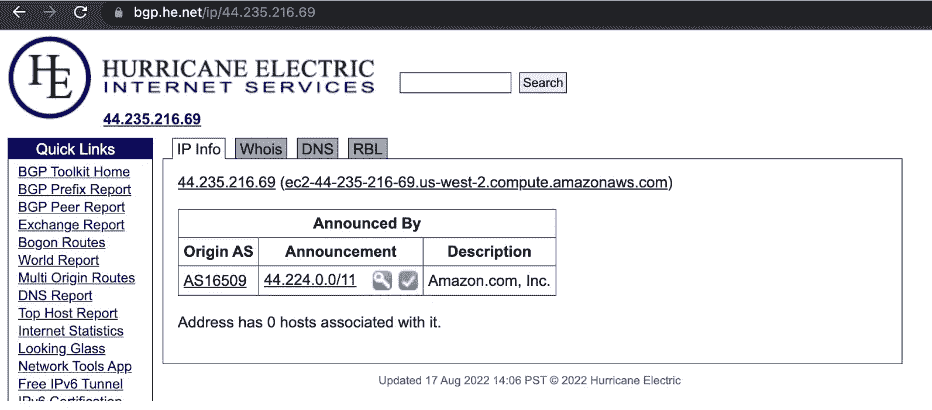 bgp.he.net/ip/44.235.216.69
HE
HURRICANE ELECTRIC
INTERNET SERVICES
Search
44.235.216.69
Quick Links
BGP Toolkit Home
BGP Prefix Report
BGP Peer Report
Exchange Report
Bogon Routes
World Report
Multi Origin Routes
DNS Report
Top Host Report
Internet Statistics
Looking Glass
Network Tools App
Free IPv6 Tunnel
IPv6 Certification
IP Info Whois DNS RBL
44.235.216.69 (ec2-44-235-216-69.us-west-2.compute.amazonaws.com)
Announced By
Origin AS Announcement Description
AS16509 44.224.0.0/11 Amazon.com, Inc.
Address has 0 hosts associated with it.
Updated 17 Aug 2022 14:06 PST © 2022 Hurricane Electric